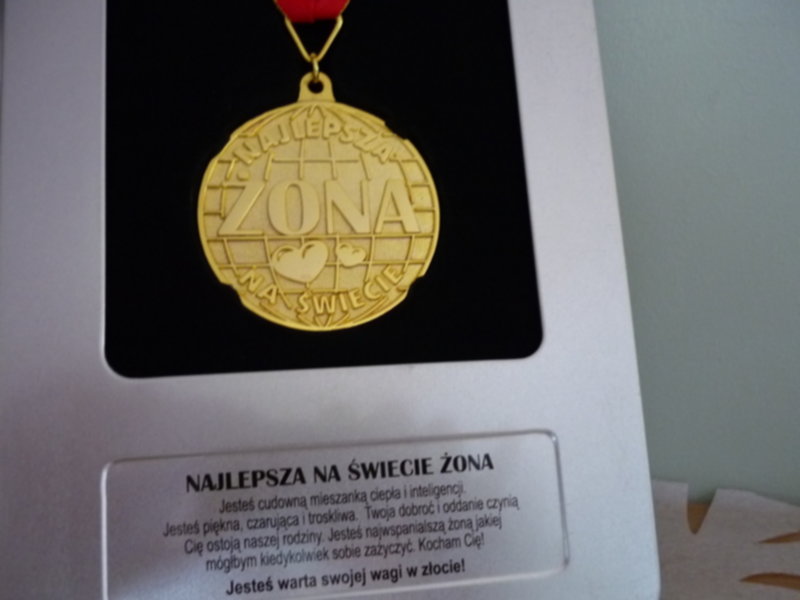 NAJLEPSZA
ŻONA
NA ŚWIECIE
NAJLEPSZA NA ŚWIECIE ŻONA
Jesteś cudowną mieszanką ciepła i inteligencji.
Jesteś piękna, czarująca i troskliwa. Twoja dobroć i oddanie czynią
Cię ostoją naszej rodziny. Jesteś najwspanialszą żoną jakiej
mógłbym kiedykolwiek sobie zażyczyć. Kocham Cię!
Jesteś warta swojej wagi w złocie!